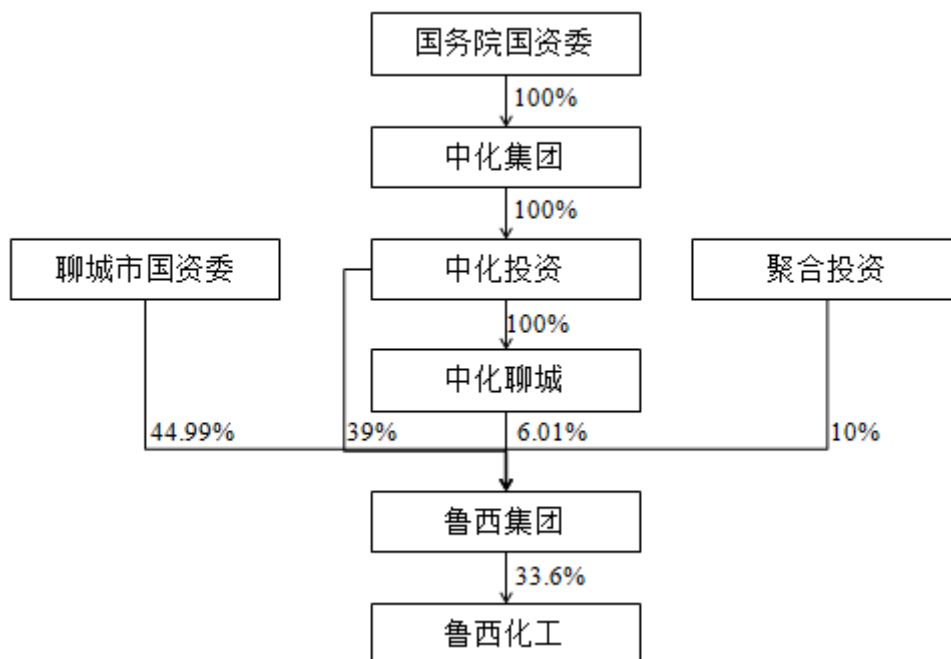 国务院国资委
100%
中化集团
100%
聊城市国资委
中化投资
聚合投资
100%
中化聊城
44.99%
39%
6.01%
10%
鲁西集团
33.6%
鲁西化工